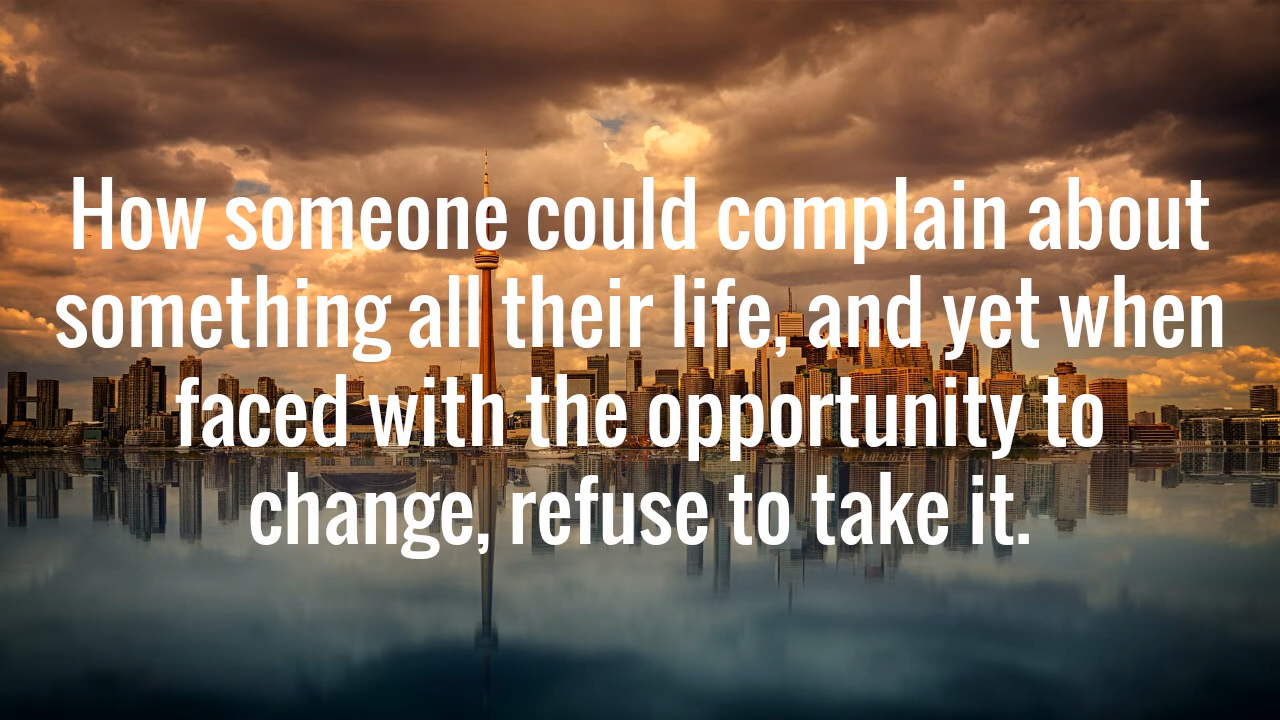 How someone could complain about
something all their life, and yet when
faced with the opportunity to
change, refuse to take it.